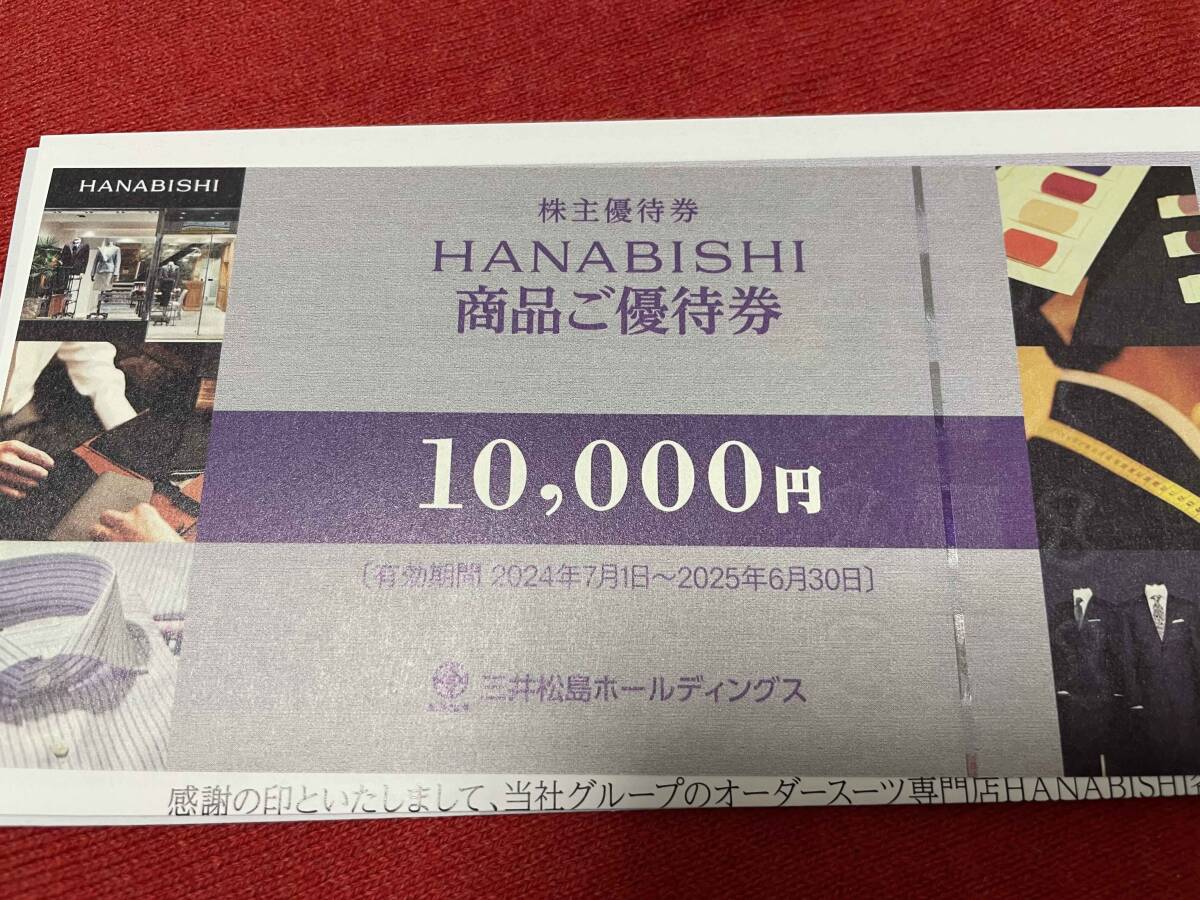 HANABISHI
株主優待券
HANABISHI
商品ご優待券
10,000円
〔有効期間 2024年7月1日～2025年6月30日〕
三井松島ホールディングス
感謝の印といたしまして、当社グループのオーダースーツ専門店HANABISHI